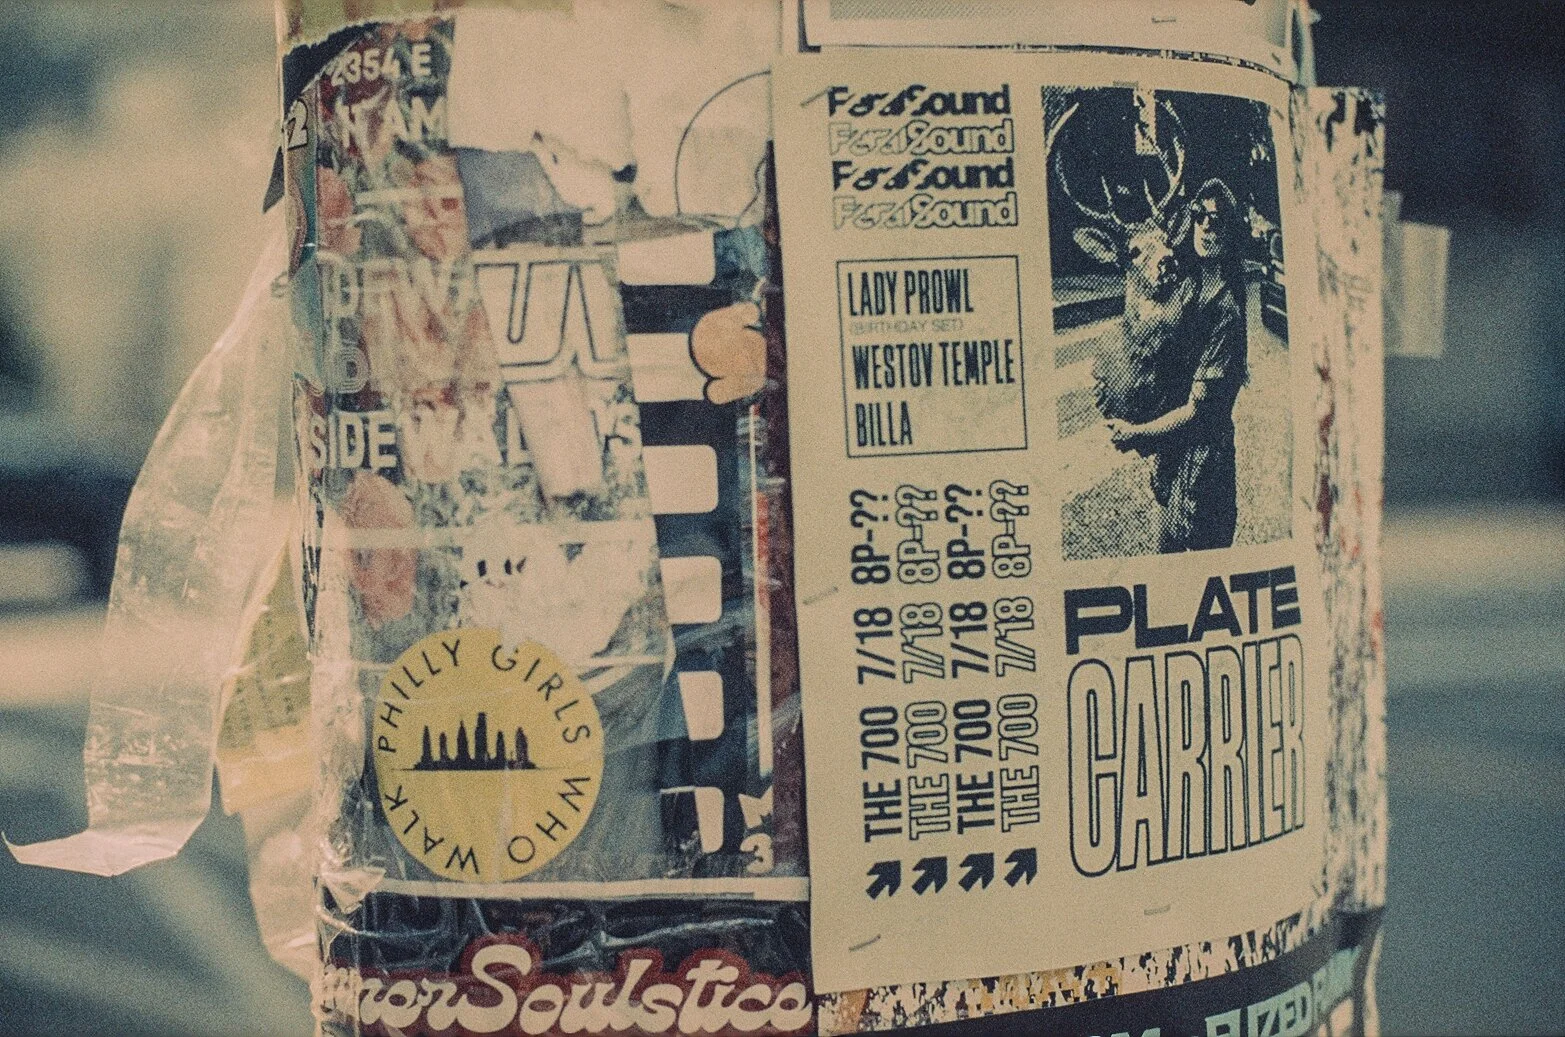 2354 E
SIDE
PHILLY GIRLS WHO WALK
Soulstice
3
FeralSound
FeralSound
FeralSound
FeralSound
LADY PROWL
(BIRTHDAY SET)
WESTOV TEMPLE
BILLA
THE 700 7/18 8P-??
THE 700 7/18 8P-??
THE 700 7/18 8P-??
THE 700 7/18 8P-??
PLATE
CARRIER